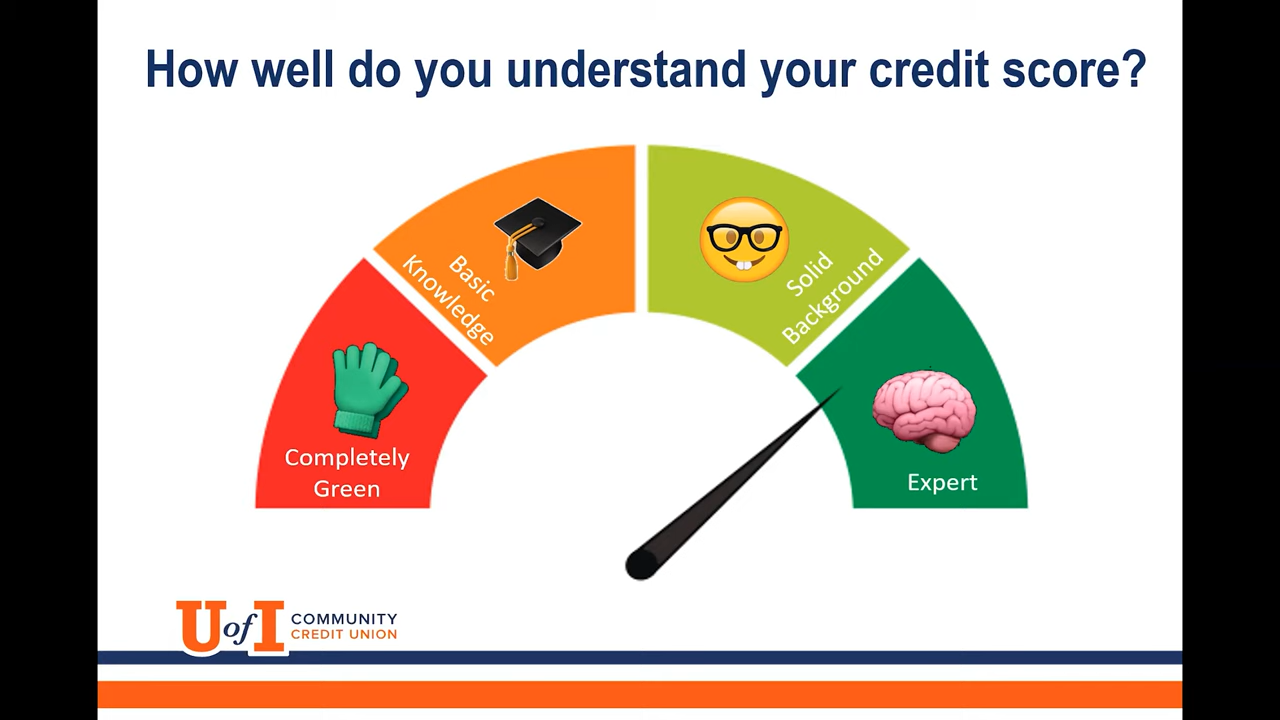 How well do you understand your credit score?
Basic
Knowledge
Solid
Background
Completely
Green
Expert
U of I COMMUNITY
CREDIT UNION